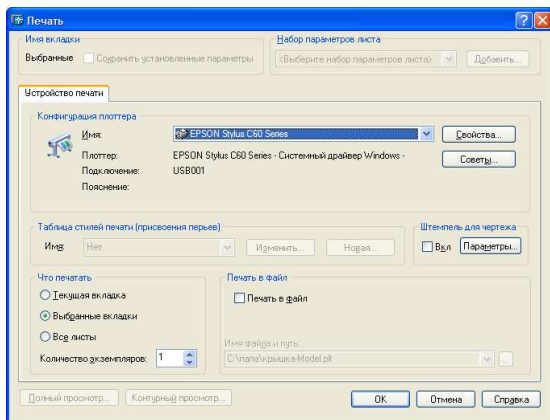 Печать
Имя вкладки
Выбранные Сохранить установленные параметры
Набор параметров листа
<Выберите набор параметров листа> Добавить...
Устройство печати
Конфигурация плоттера
Имя: EPSON Stylus C60 Series Свойства...
Плоттер: EPSON Stylus C60 Series - Системный драйвер Windows - Советы...
Подключение: USB001
Пояснение:
Таблица стилей печати (присвоения перьев)
Имя: Нет Изменить... Новая...
Штемпель для чертежа
Вкл Параметры...
Что печатать
Текущая вкладка
Выбранные вкладки
Все листы
Количество экземпляров: 1
Печать в файл
Печать в файл
Имя файла и путь:
C:\папа\крышка-Model.plt ...
Полный просмотр... Контурный просмотр... OK Отмена Справка